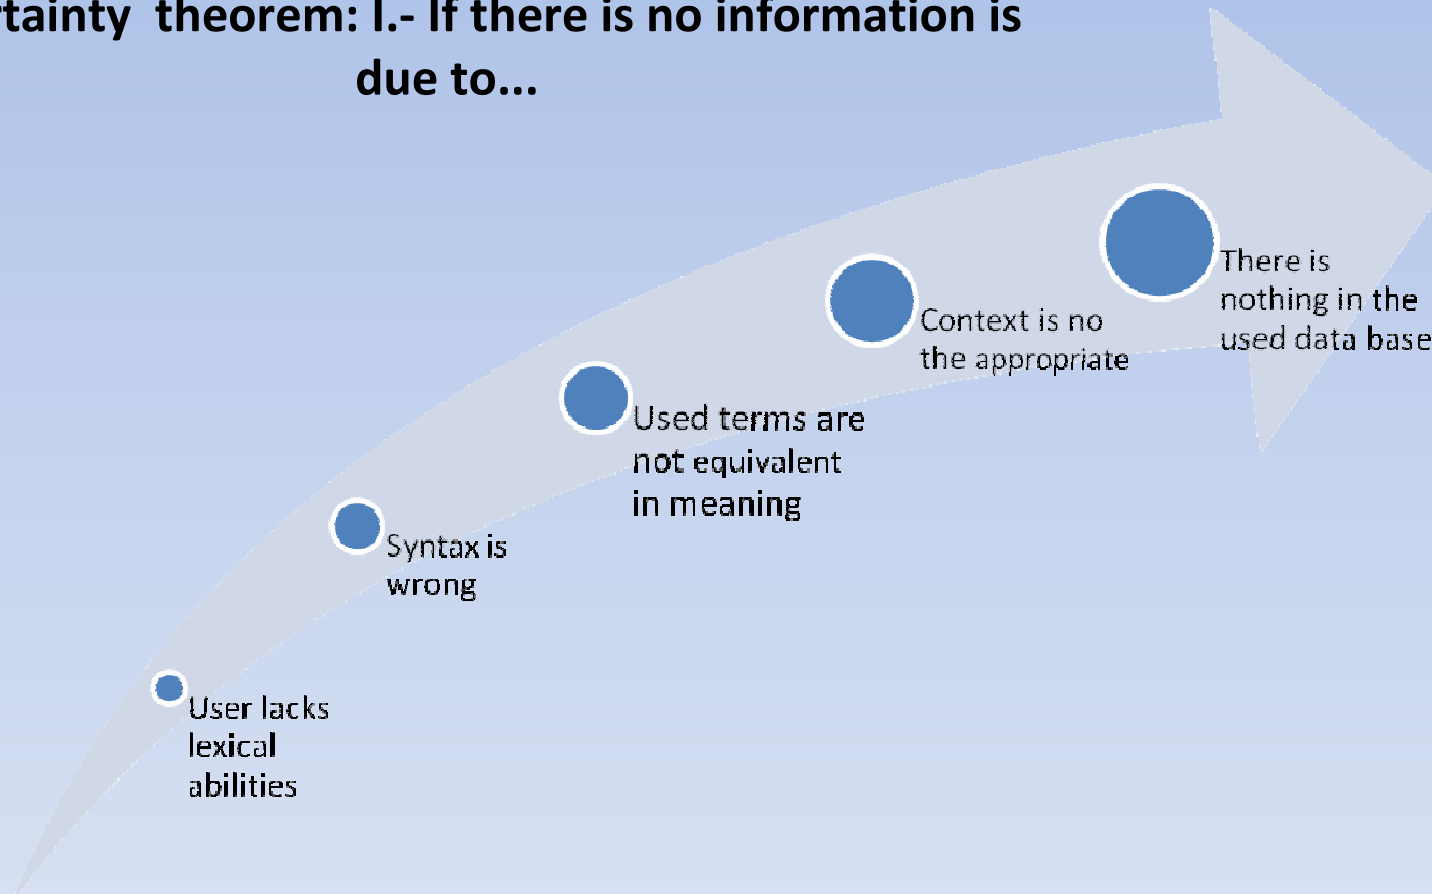 rtainty theorem: I.- If there is no information is
due to...
There is
nothing in the
used data base
Context is no
the appropriate
Used terms are
not equivalent
in meaning
Syntax is
wrong
User lacks
lexical
abilities